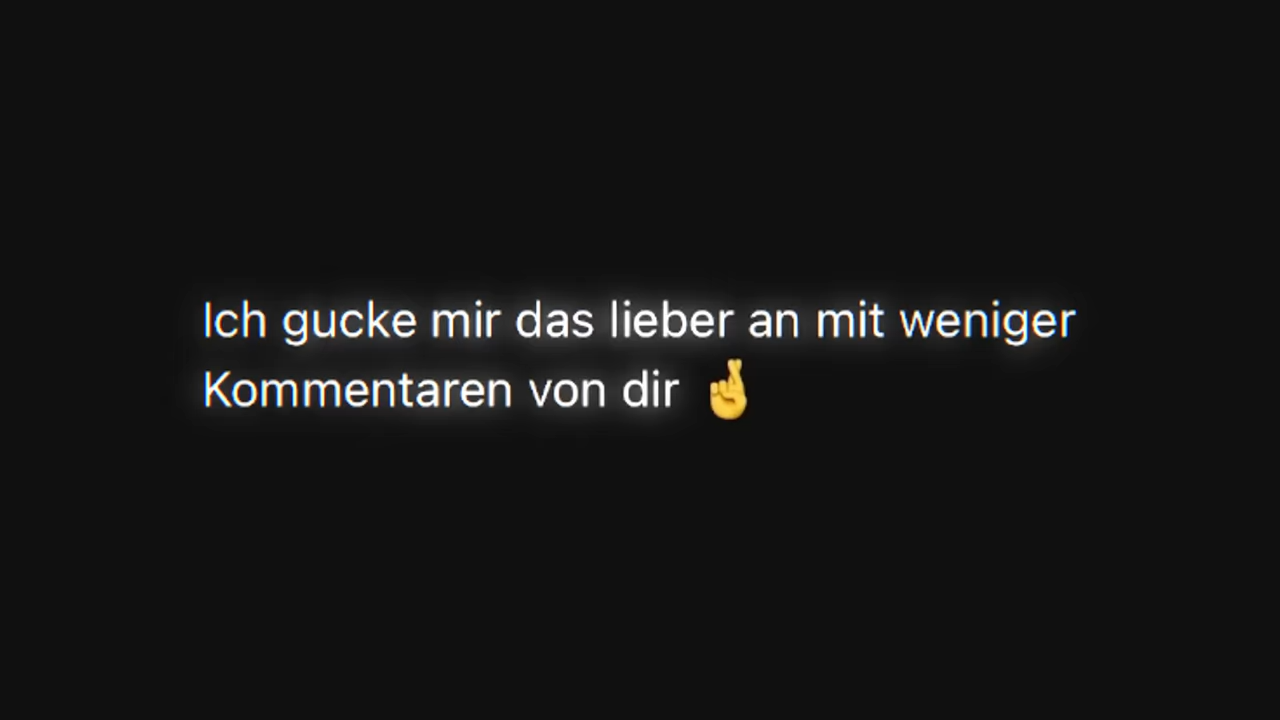 Ich gucke mir das lieber an mit weniger
Kommentaren von dir 🤞